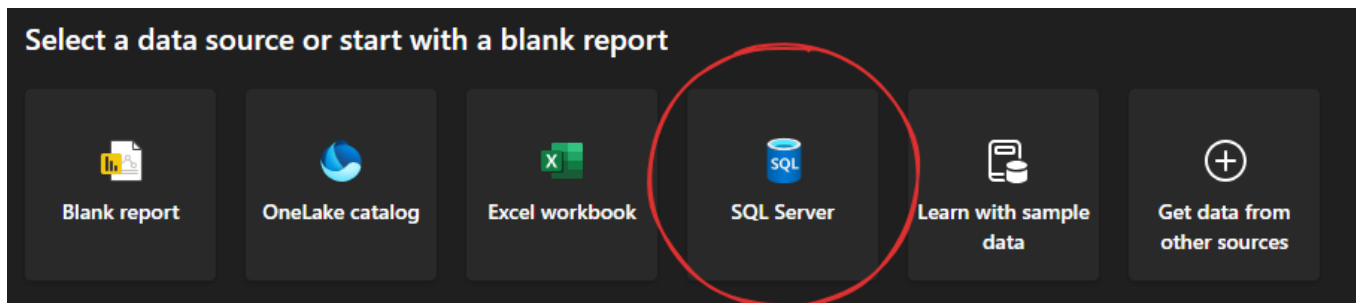 Select a data source or start with a blank report
Blank report
OneLake catalog
X
Excel workbook
SQL
SQL Server
Learn with sample
data
Get data from
other sources